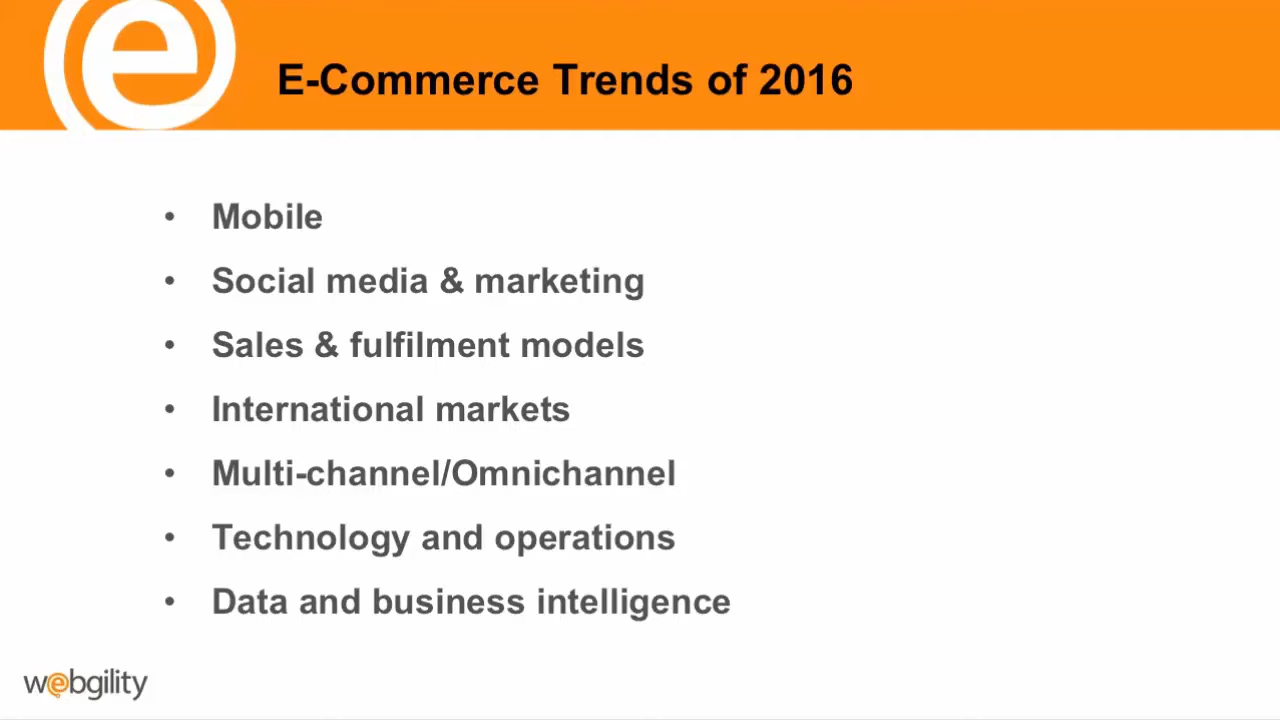 E-Commerce Trends of 2016
• Mobile
• Social media & marketing
• Sales & fulfilment models
• International markets
• Multi-channel/Omnichannel
• Technology and operations
• Data and business intelligence
webgility